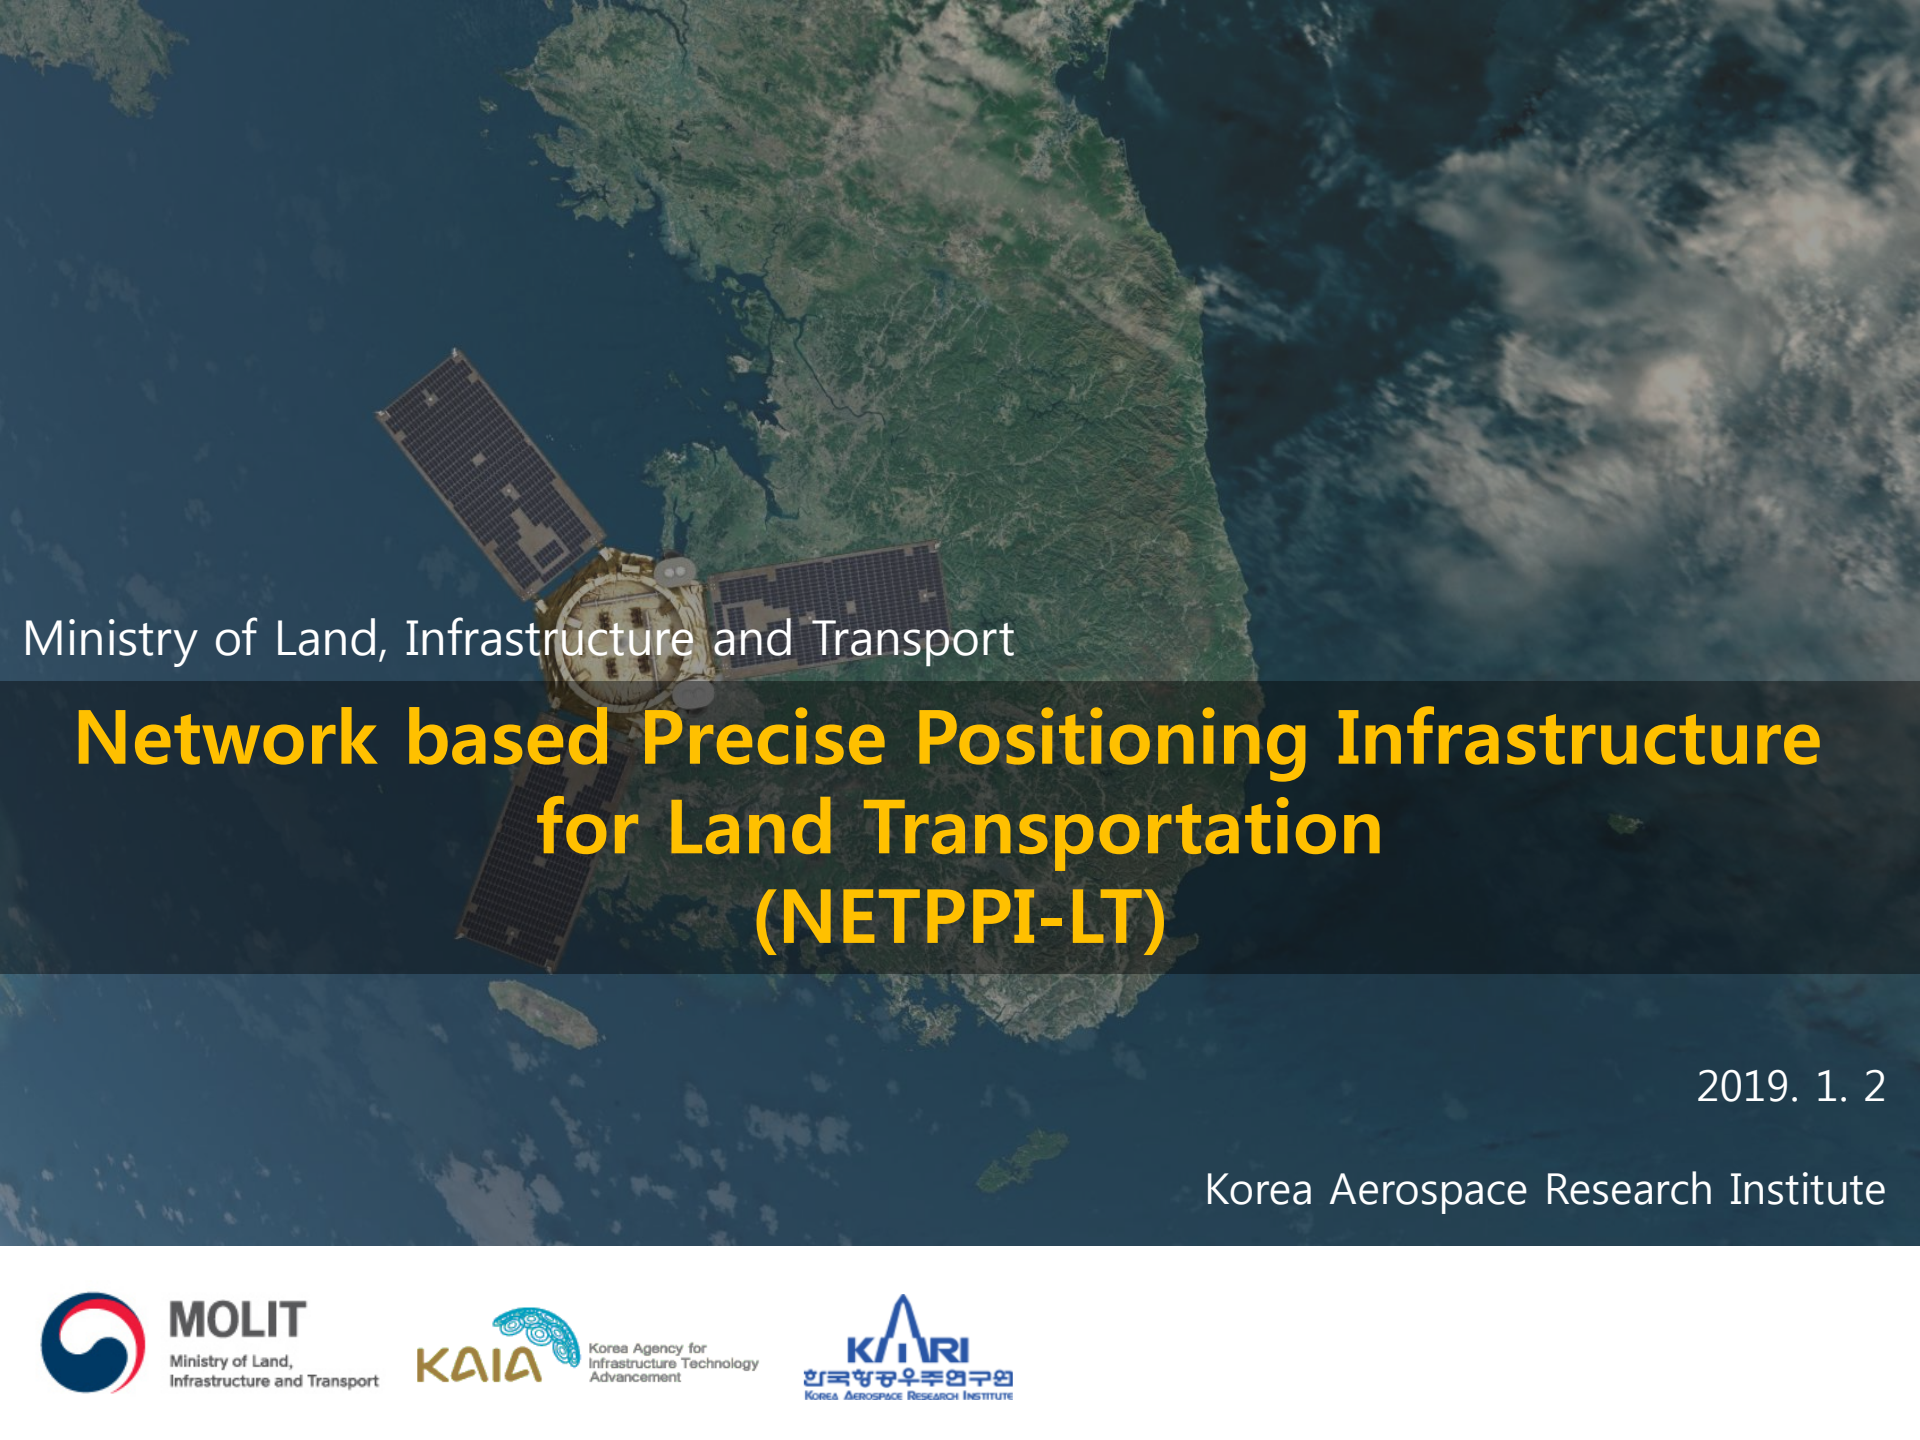 Ministry of Land, Infrastructure and Transport
Network based Precise Positioning Infrastructure
for Land Transportation
(NETPPI-LT)
2019. 1. 2
Korea Aerospace Research Institute
MOLIT
Ministry of Land,
Infrastructure and Transport
KAIA
Korea Agency for
Infrastructure Technology
Advancement
KARI
한국항공우주연구원
KOREA AEROSPACE RESEARCH INSTITUTE